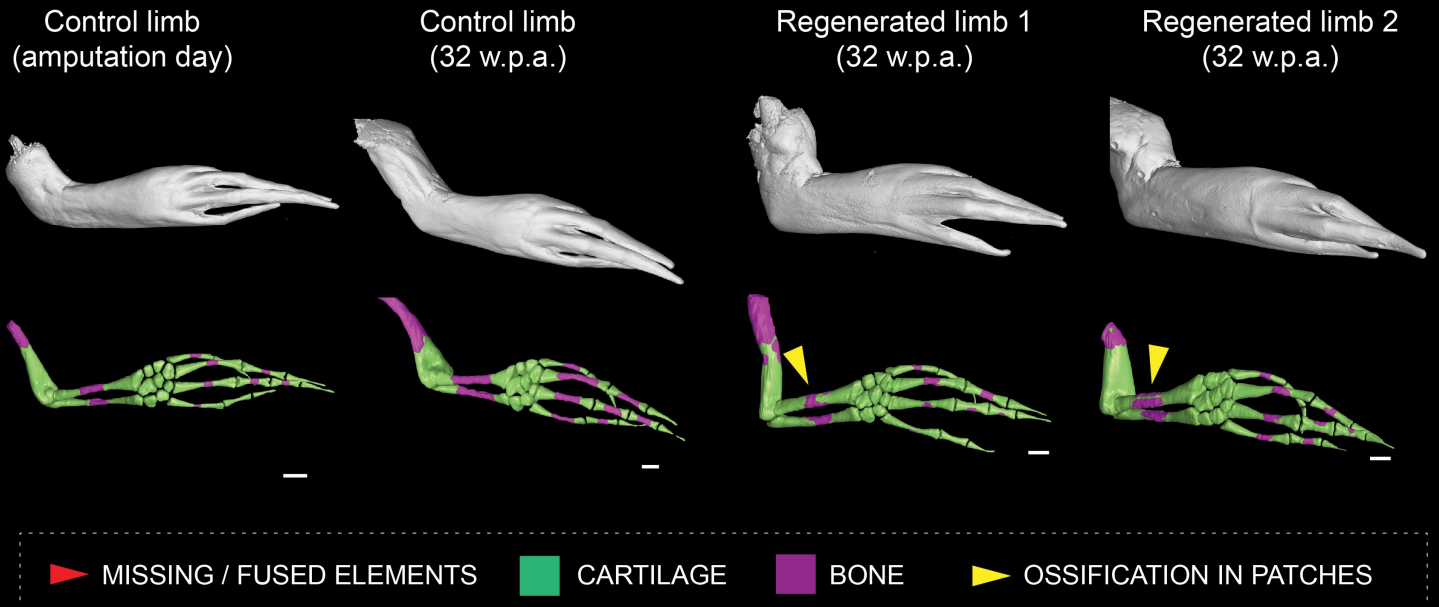 Control limb
(amputation day)
Control limb
(32 w.p.a.)
Regenerated limb 1
(32 w.p.a.)
Regenerated limb 2
(32 w.p.a.)
MISSING / FUSED ELEMENTS
CARTILAGE
BONE
OSSIFICATION IN PATCHES